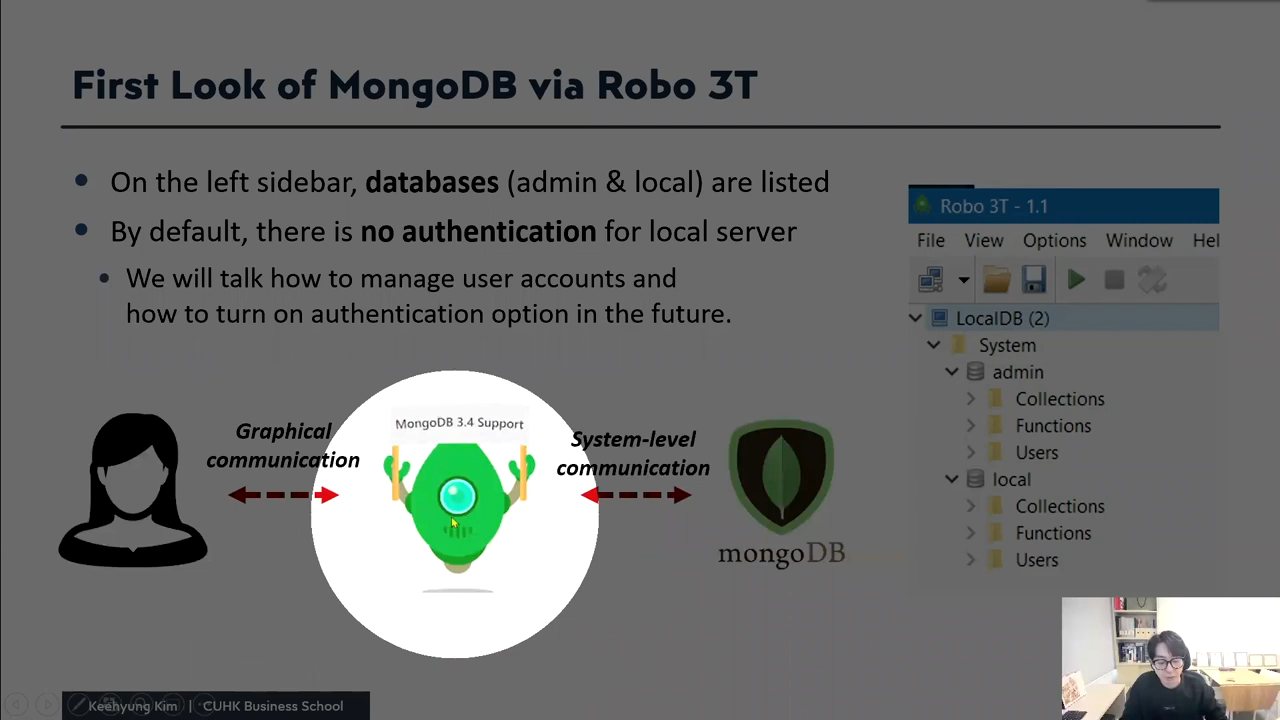 First Look of MongoDB via Robo 3T
On the left sidebar, databases (admin & local) are listed
By default, there is no authentication for local server
We will talk how to manage user accounts and
how to turn on authentication option in the future.
Graphical
communication
MongoDB 3.4 Support
System-level
communication
mongoDB
Robo 3T - 1.1
File View Options Window Hel
LocalDB (2)
System
admin
Collections
Functions
Users
local
Collections
Functions
Users
Keehyung Kim | CUHK Business School